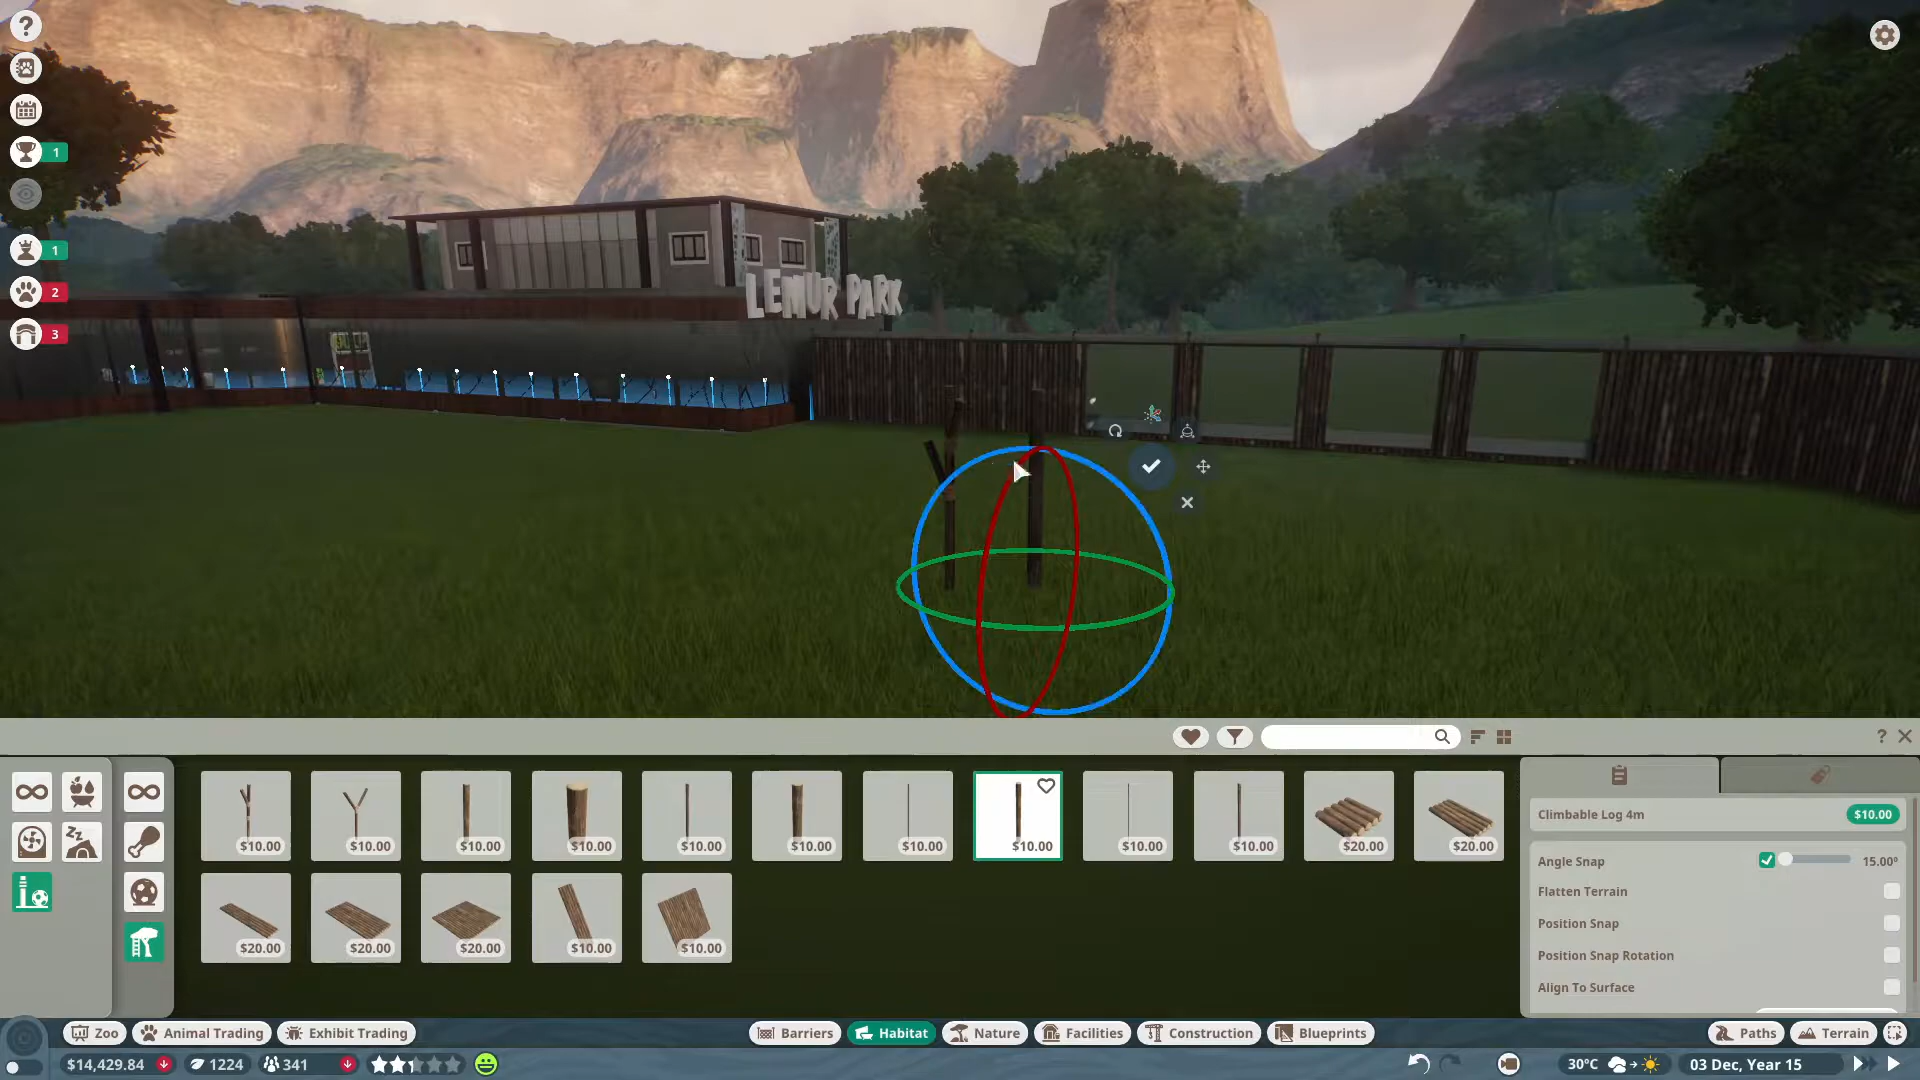 ?
1
1
2
3
LEMUR PARK
? 
$10.00 $10.00 $10.00 $10.00 $10.00 $10.00 $10.00 $10.00 $10.00 $10.00 $20.00 $20.00
$20.00 $20.00 $20.00 $10.00 $10.00
Climbable Log 4m $10.00
Angle Snap 15.00°
Flatten Terrain
Position Snap
Position Snap Rotation
Align To Surface
Zoo Animal Trading Exhibit Trading Barriers Habitat Nature Facilities Construction Blueprints Paths Terrain
$14,429.84 1224 341 30°C 03 Dec, Year 15